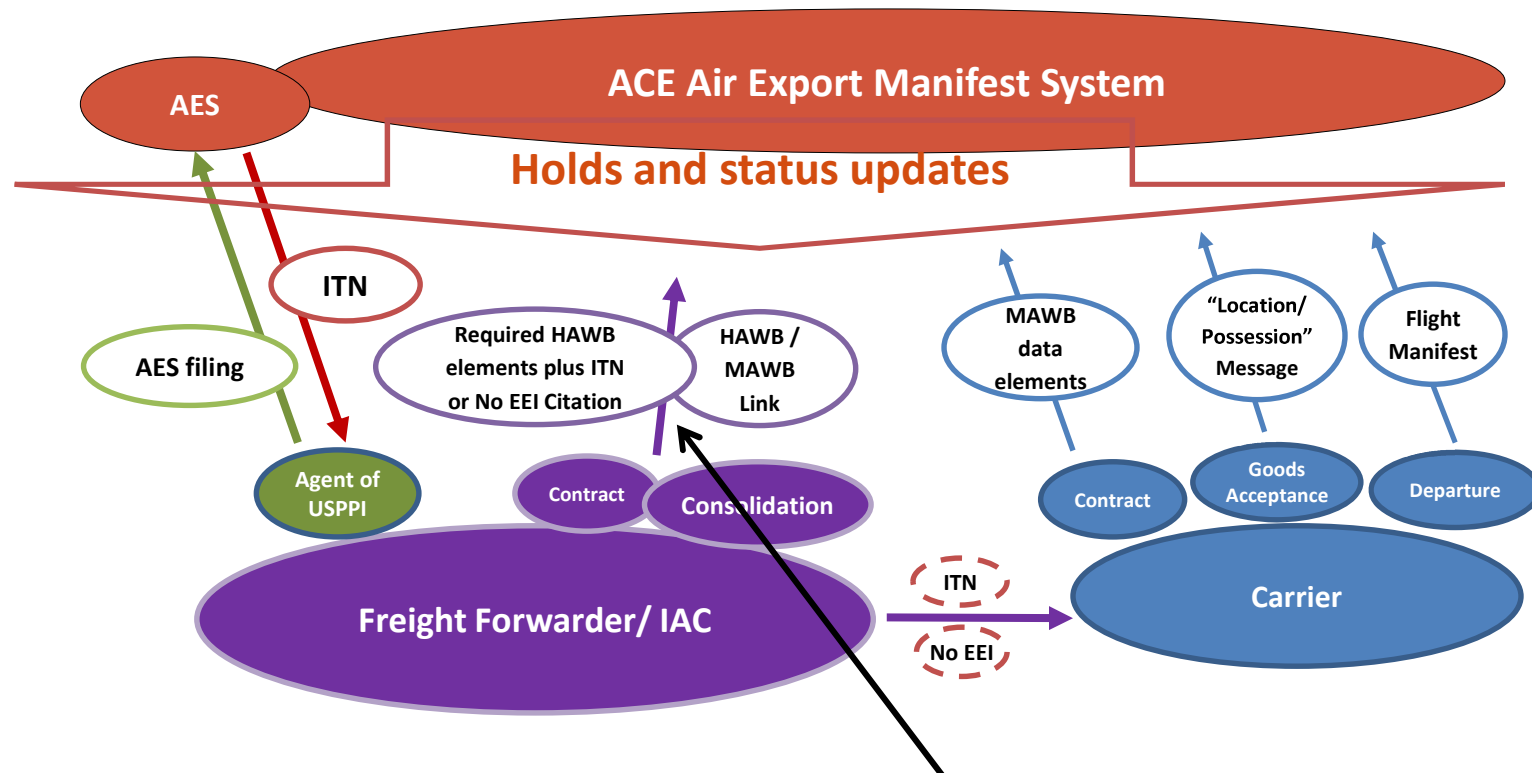 ACE Air Export Manifest System
AES
Holds and status updates
ITN
AES filing
Required HAWB
elements plus ITN
or No EEI Citation
HAWB /
MAWB
Link
MAWB
data
elements
“Location/
Possession”
Message
Flight
Manifest
Agent of
USPPI
Contract
Consolidation
Contract
Goods
Acceptance
Departure
Freight Forwarder/ IAC
ITN
No EEI
Carrier